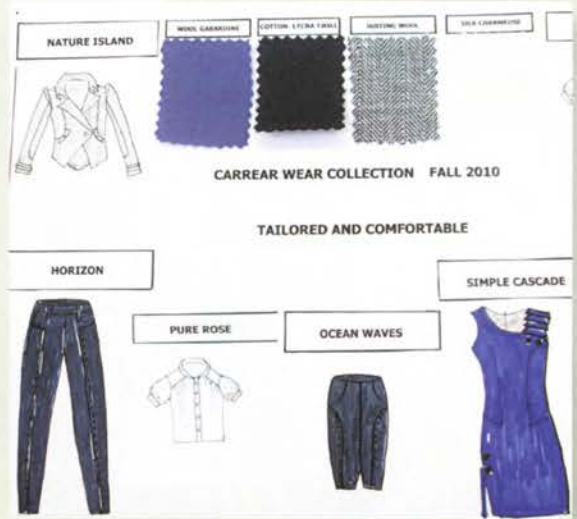 NATURE ISLAND
WOOL GABARDINE
COTTON- LYCRA TWILL
SUITING WOOL
SILK CHARMEUSE
CARREAR WEAR COLLECTION FALL 2010
TAILORED AND COMFORTABLE
HORIZON
PURE ROSE
OCEAN WAVES
SIMPLE CASCADE